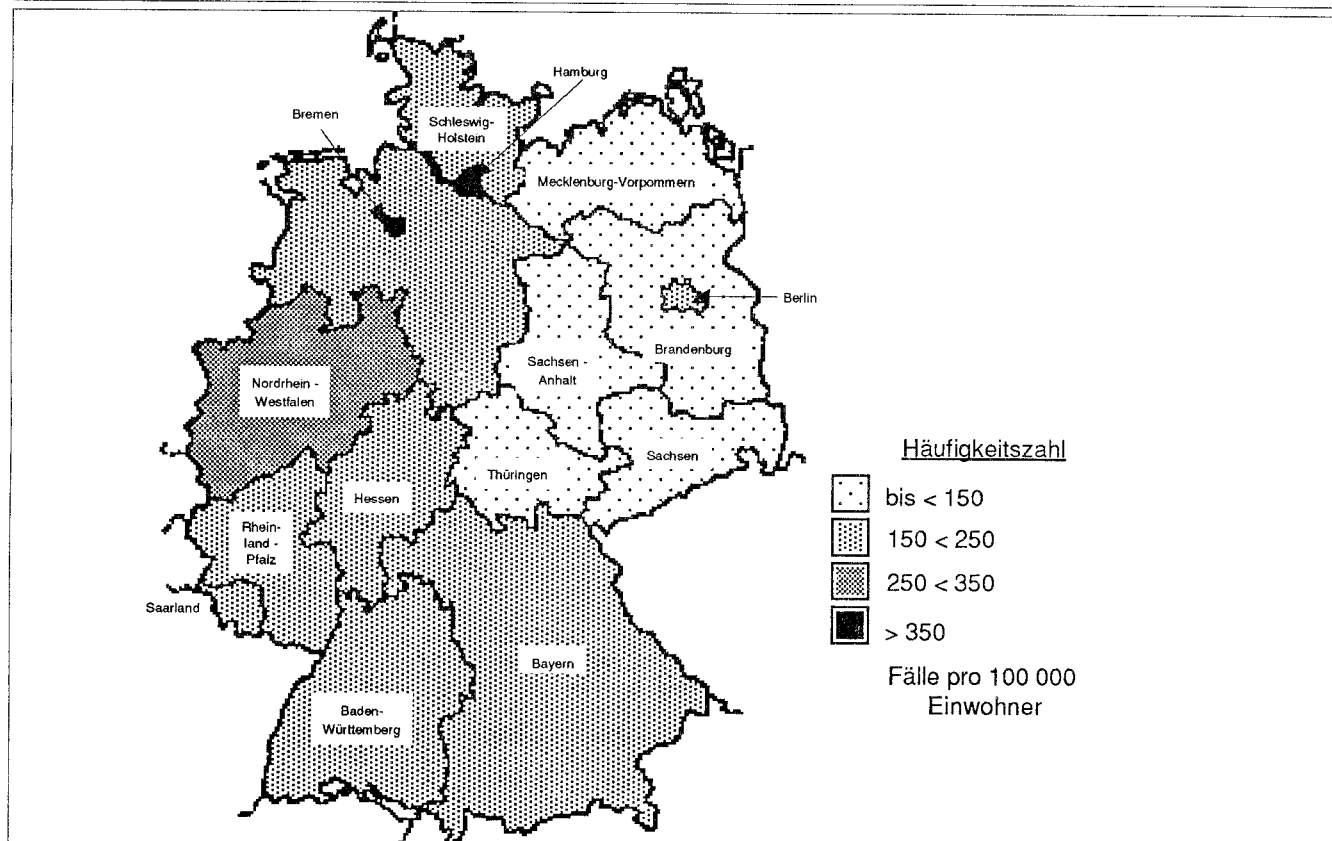 Hamburg
Bremen
Schleswig-
Holstein
Mecklenburg-Vorpommern
Berlin
Brandenburg
Sachsen -
Anhalt
Nordrhein -
Westfalen
Häufigkeitszahl
Sachsen
Thüringen
Hessen
bis < 150
Rhein-
land -
Pfalz
150 < 250
250 < 350
Saarland
> 350
Bayern
Fälle pro 100 000
Einwohner
Baden-
Württemberg